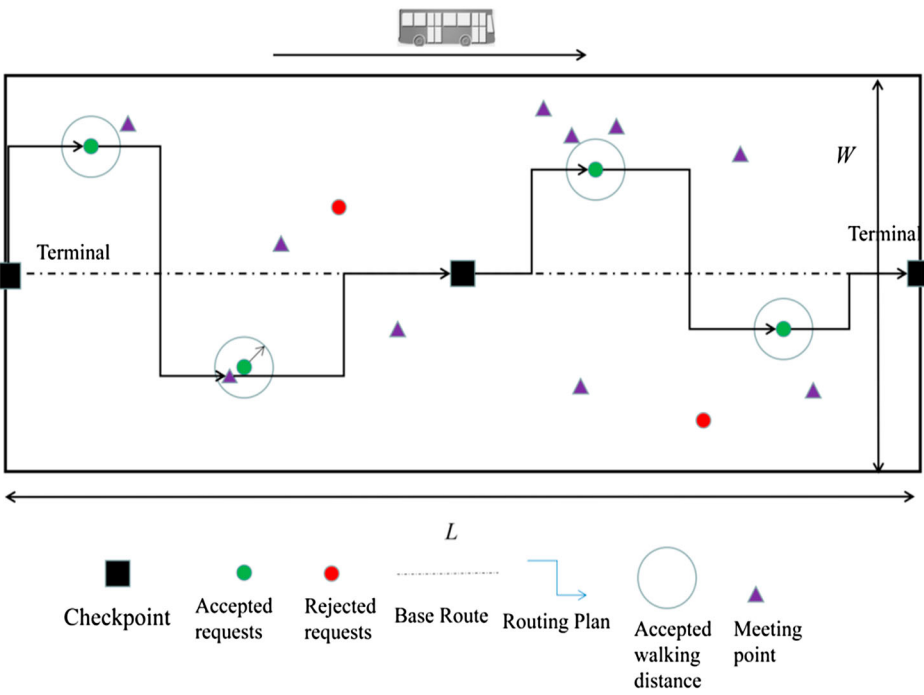 W
Terminal
Terminal
L
Checkpoint
Accepted
requests
Rejected
requests
Base Route
Routing Plan
Accepted
walking
distance
Meeting
point